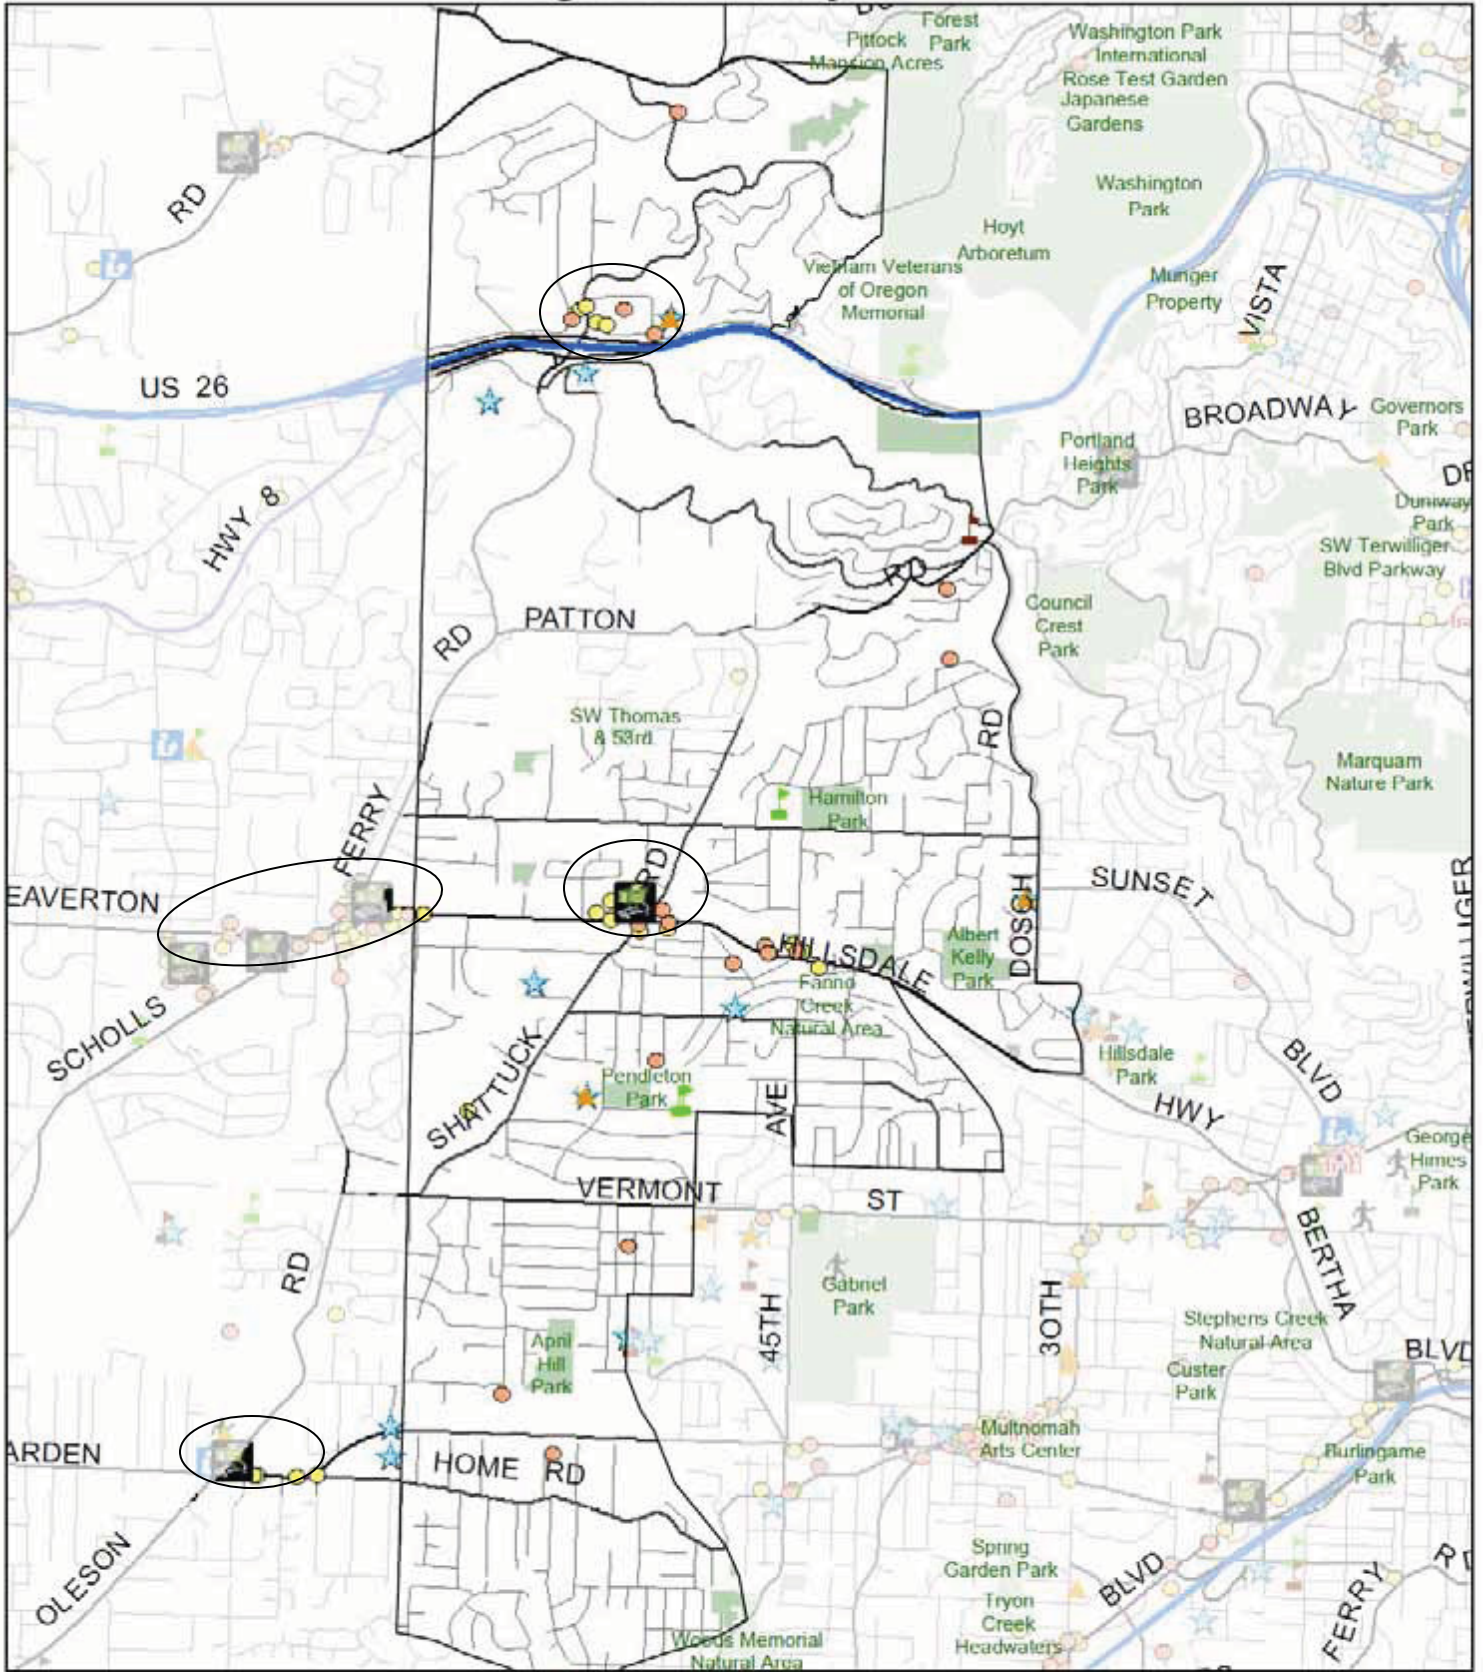 Forest
Park
Pittock
Mansion Acres
Washington Park
International
Rose Test Garden
Japanese
Gardens
RD
Washington
Park
Hoyt
Arboretum
Vietnam Veterans
of Oregon
Memorial
Munger
Property
VISTA
US 26
BROADWAY
Governors
Park
Portland
Heights
Park
HWY 8
Duniway
Park
SW Terwilliger
Blvd Parkway
RD
PATTON
RD
Council
Crest
Park
SW Thomas
& 53rd
RD
Marquam
Nature Park
Hamilton
Park
FERRY
RD
EAVERTON
SUNSET
DOSCH
HILLSDALE
Albert
Kelly
Park
Fanno
Creek
Natural Area
SCHOLLS
SHATTUCK
Pendleton
Park
AVE
Hillsdale
Park
BLVD
HWY
George
Himes
Park
VERMONT
ST
BERTHA
RD
Gabriel
Park
45TH
30TH
Stephens Creek
Natural Area
Custer
Park
BLVD
April
Hill
Park
Multnomah
Arts Center
Burlingame
Park
ARDEN
HOME RD
OLESON
Spring
Garden Park
Tryon
Creek
Headwaters
BLVD
FERRY
Woods Memorial
Natural Area